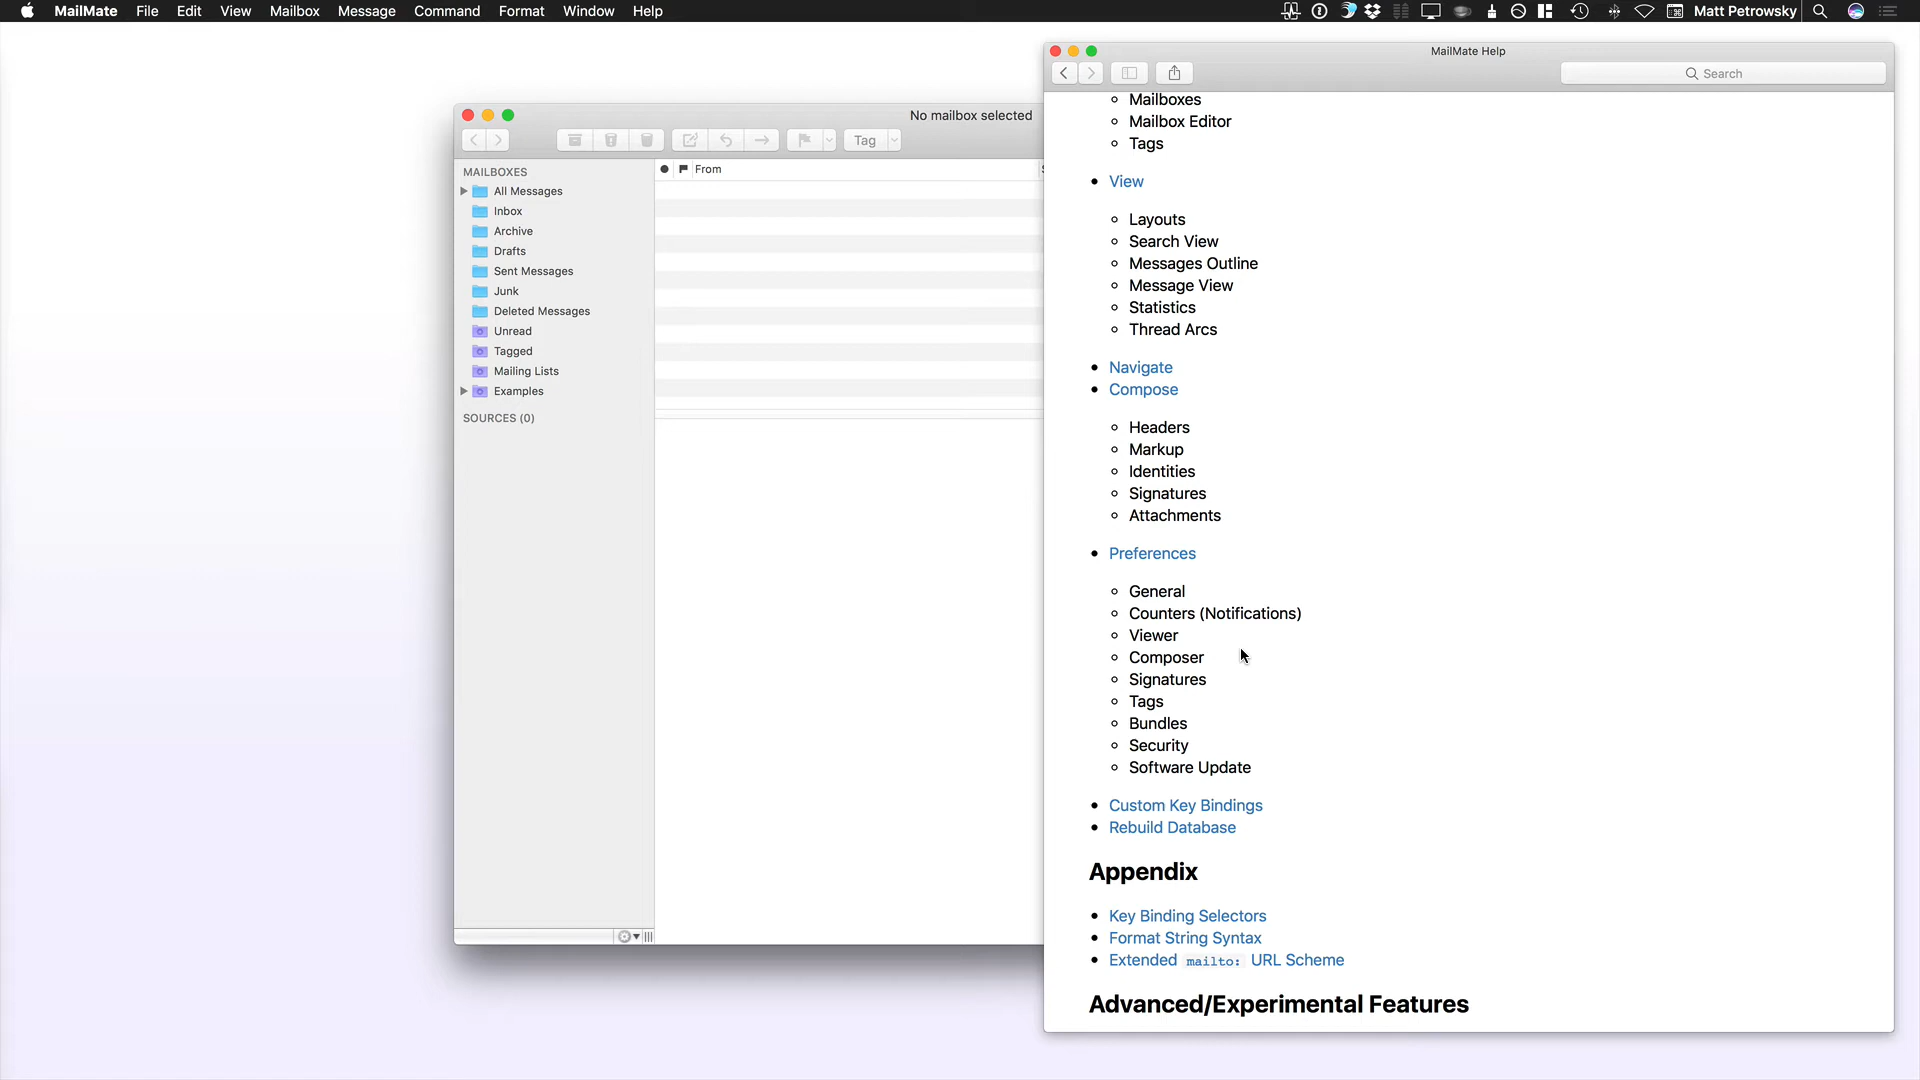 MailMate File Edit View Mailbox Message Command Format Window Help Matt Petrowsky
MailMate Help
Search
No mailbox selected
Tag
MAILBOXES
From
All Messages
Inbox
Archive
Drafts
Sent Messages
Junk
Deleted Messages
Unread
Tagged
Mailing Lists
Examples
SOURCES (0)
Mailboxes
Mailbox Editor
Tags
View
Layouts
Search View
Messages Outline
Message View
Statistics
Thread Arcs
Navigate
Compose
Headers
Markup
Identities
Signatures
Attachments
Preferences
General
Counters (Notifications)
Viewer
Composer
Signatures
Tags
Bundles
Security
Software Update
Custom Key Bindings
Rebuild Database
Appendix
Key Binding Selectors
Format String Syntax
Extended mailto: URL Scheme
Advanced/Experimental Features